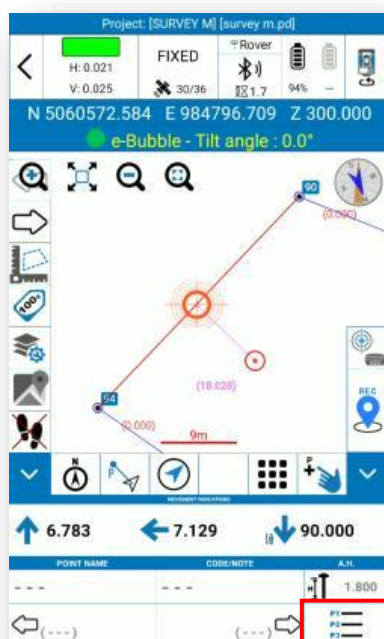 Project: [SURVEY M] [survey m.pd]
FIXED
Rover
H: 0.021
V: 0.025
30/36
1.7
94%
--
N 5060572.584 E 984796.709 Z 300.000
e-Bubble - Tilt angle : 0.0°
90
(0.000)
100
REC
(18.028)
94
(0.000)
9m
N
P
P
MOVEMENT INDICATIONS
6.783
7.129
90.000
POINT NAME
CODE/NOTE
A.H.
- - -
- - -
H
1.800
(---)
(---)
P1
P2
P3